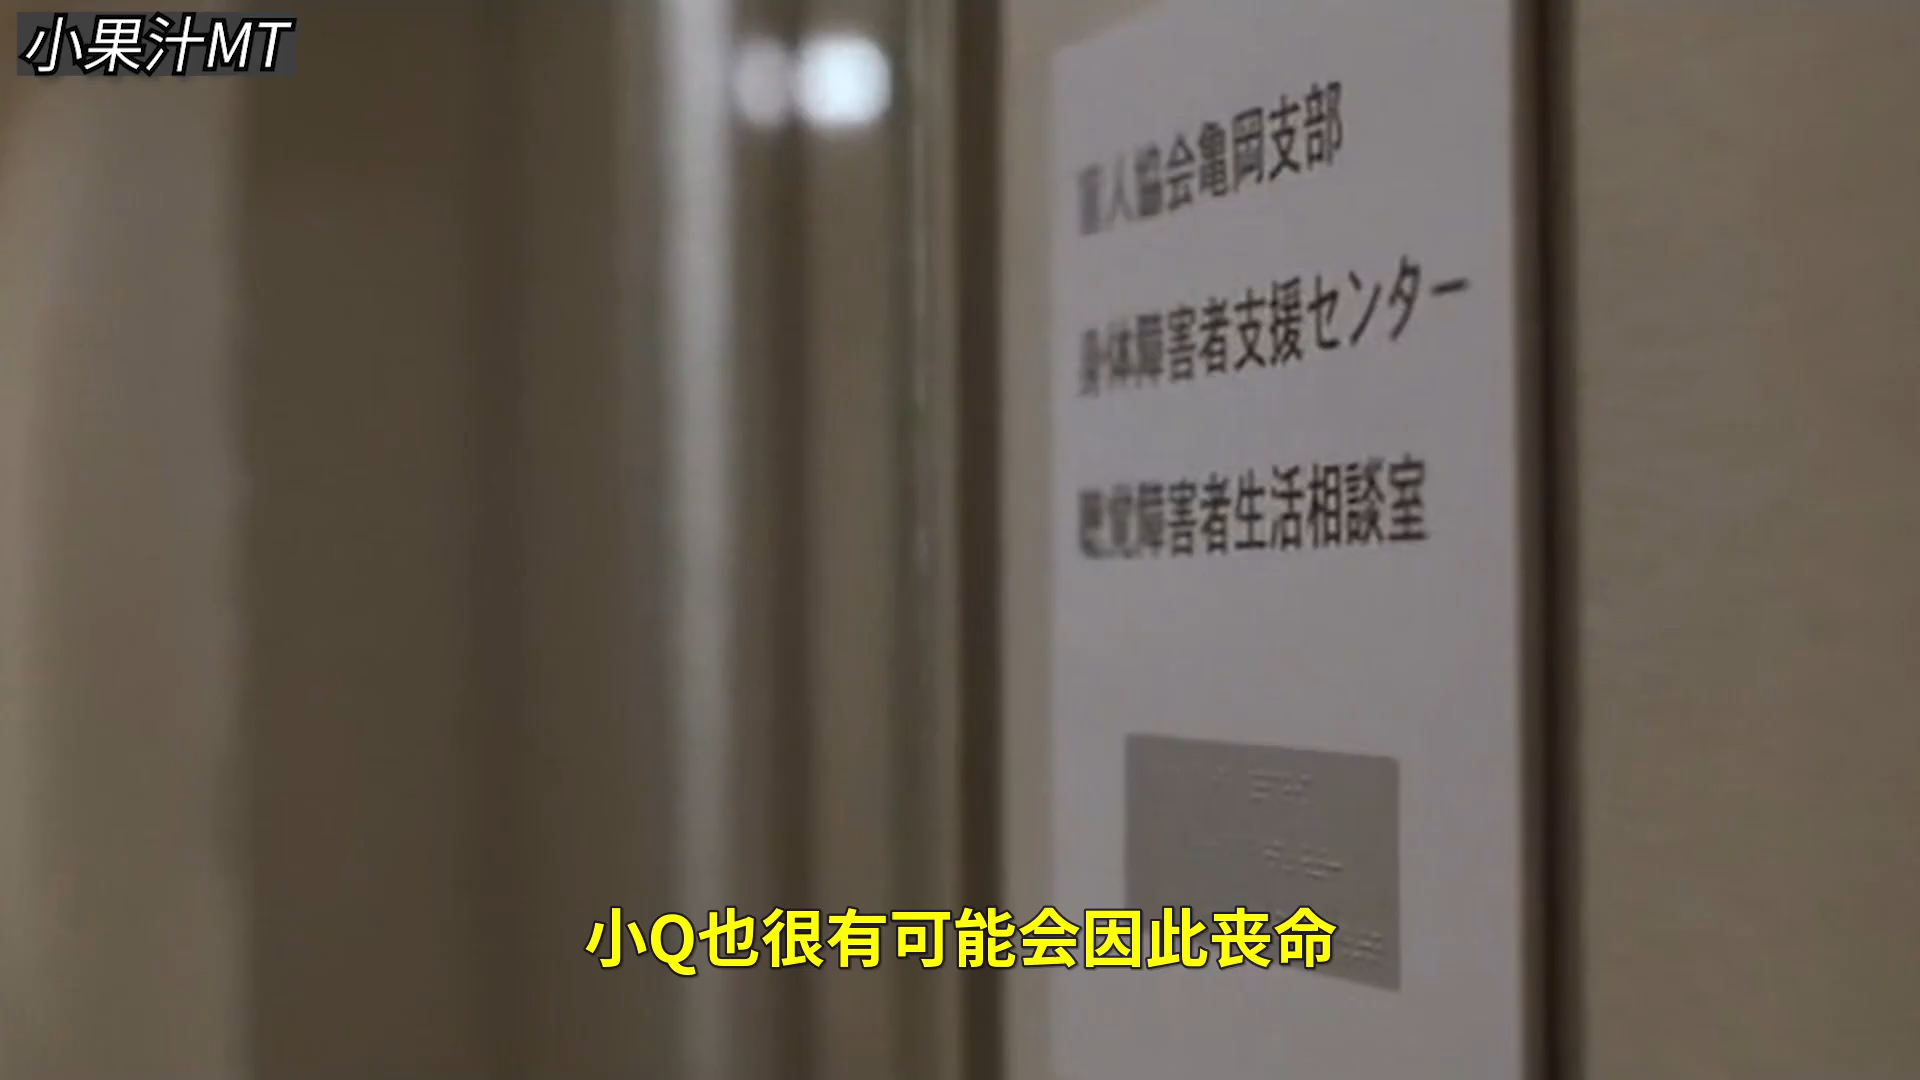 小果汁MT
盲人協会亀岡支部
身体障害者支援センター
聴覚障害者生活相談室
小Q也很有可能会因此丧命